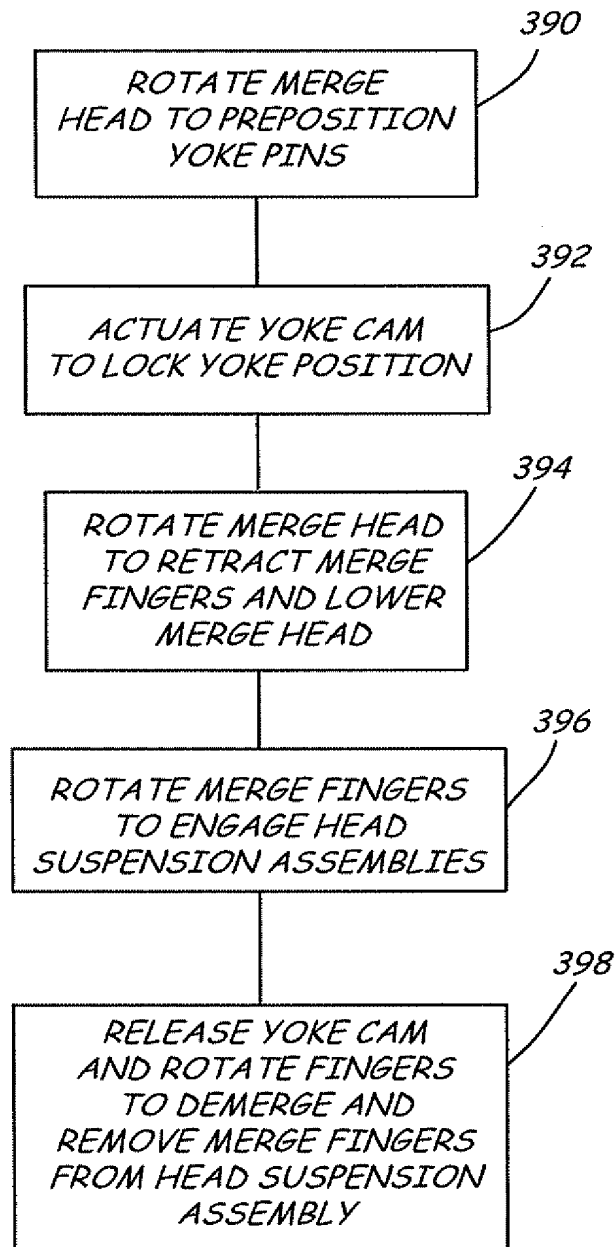 390
ROTATE MERGE
HEAD TO PREPOSITION
YOKE PINS
392
ACTUATE YOKE CAM
TO LOCK YOKE POSITION
394
ROTATE MERGE HEAD
TO RETRACT MERGE
FINGERS AND LOWER
MERGE HEAD
396
ROTATE MERGE FINGERS
TO ENGAGE HEAD
SUSPENSION ASSEMBLIES
398
RELEASE YOKE CAM
AND ROTATE FINGERS
TO DEMERGE AND
REMOVE MERGE FINGERS
FROM HEAD SUSPENSION
ASSEMBLY